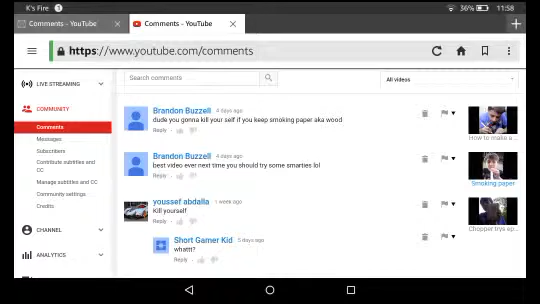 K's Fire 1
36% 11:58
Comments - YouTube
Comments - YouTube
https://www.youtube.com/comments
LIVE STREAMING
COMMUNITY
Comments
Messages
Subscribers
Contribute subtitles and CC
Manage subtitles and CC
Community settings
Credits
CHANNEL
ANALYTICS
Search comments
All videos
Brandon Buzzell 4 days ago
dude you gonna kill your self if you keep smoking paper aka wood
Reply
How to make a ...
Brandon Buzzell 4 days ago
best video ever next time you should try some smarties lol
Reply
Smoking paper
youssef abdalla 1 week ago
Kill yourself
Reply
Chopper trys sp...
Short Gamer Kid 5 days ago
whattt?
Reply